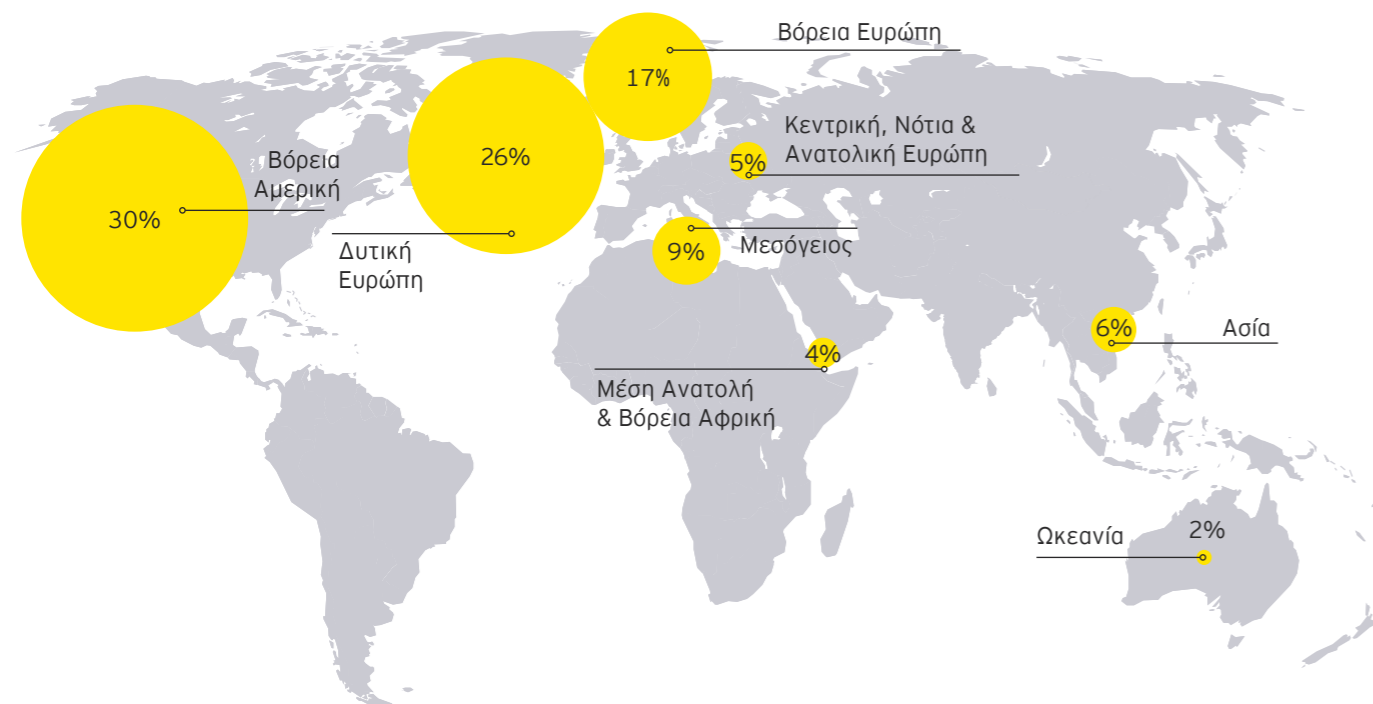 Βόρεια Ευρώπη
17%
Κεντρική, Νότια &
Ανατολική Ευρώπη
5%
26%
Βόρεια
Αμερική
30%
Δυτική
Ευρώπη
Μεσόγειος
9%
6%
Ασία
4%
Μέση Ανατολή
& Βόρεια Αφρική
Ωκεανία
2%